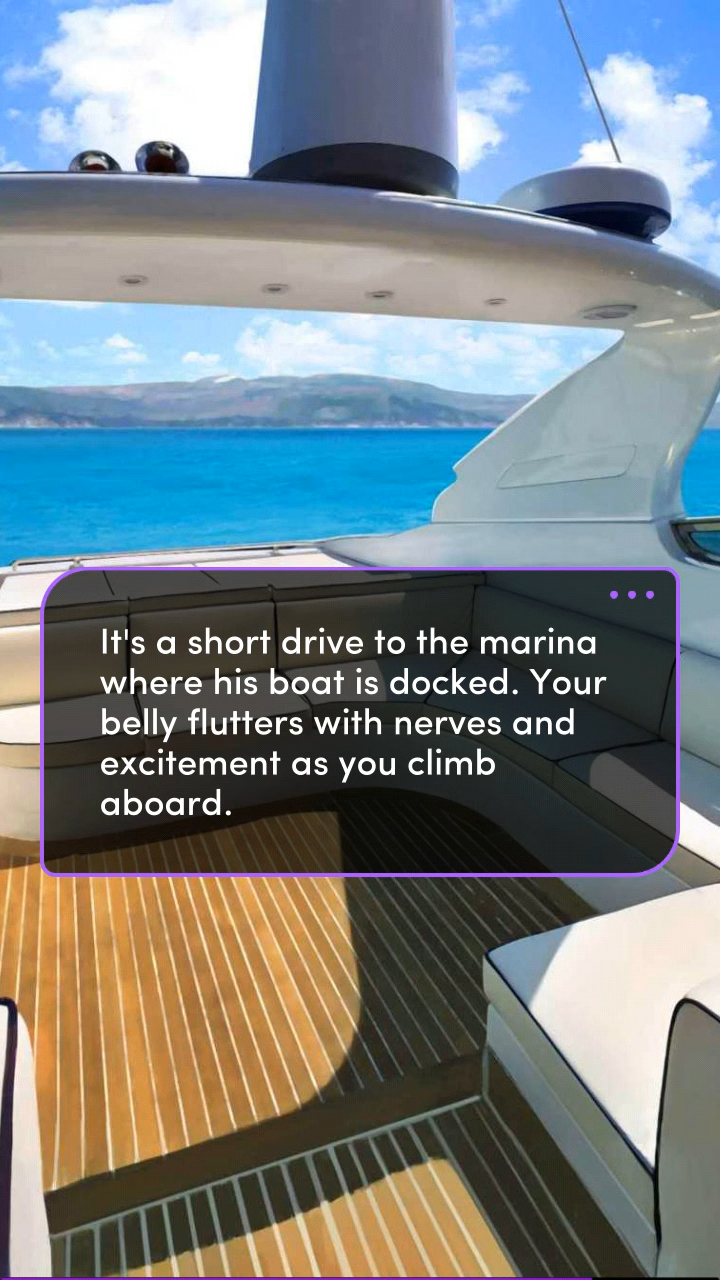 It's a short drive to the marina
where his boat is docked. Your
belly flutters with nerves and
excitement as you climb
aboard.